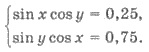 sin x cos y = 0,25,
sin y cos x = 0,75.